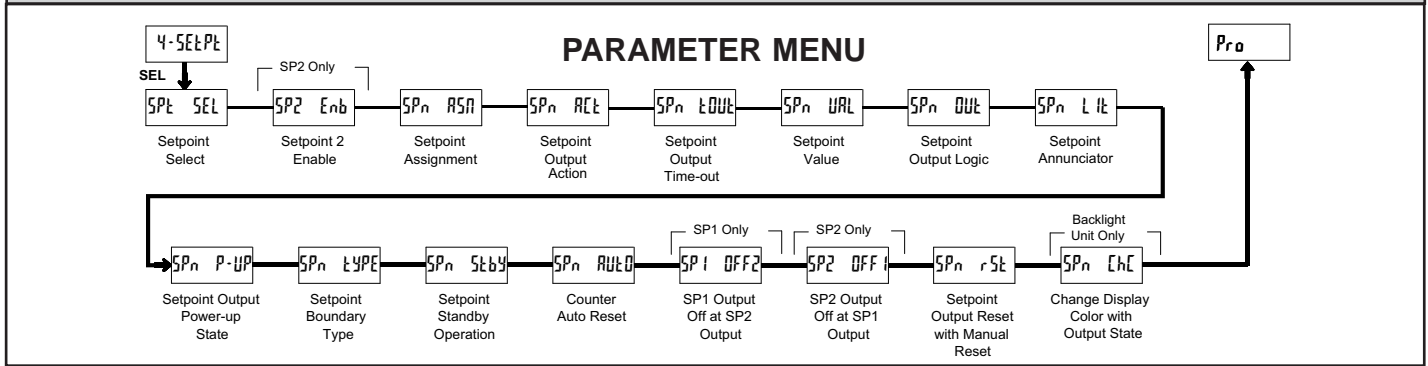 PARAMETER MENU
4-SEtPt
Pro
SEL
SP2 Only
SPt SEL
SP2 Enb
SPn ASN
SPn ACt
SPn tOUt
SPn VAL
SPn OUt
SPn LIt
Setpoint
Select
Setpoint 2
Enable
Setpoint
Assignment
Setpoint
Output
Action
Setpoint
Output
Time-out
Setpoint
Value
Setpoint
Output Logic
Setpoint
Annunciator
SP1 Only
SP2 Only
Backlight
Unit Only
SPn P-UP
SPn tYPE
SPn Stby
SPn AUtO
SP1 OFF2
SP2 OFF1
SPn rSt
SPn ChC
Setpoint Output
Power-up
State
Setpoint
Boundary
Type
Setpoint
Standby
Operation
Counter
Auto Reset
SP1 Output
Off at SP2
Output
SP2 Output
Off at SP1
Output
Setpoint
Output Reset
with Manual
Reset
Change Display
Color with
Output State